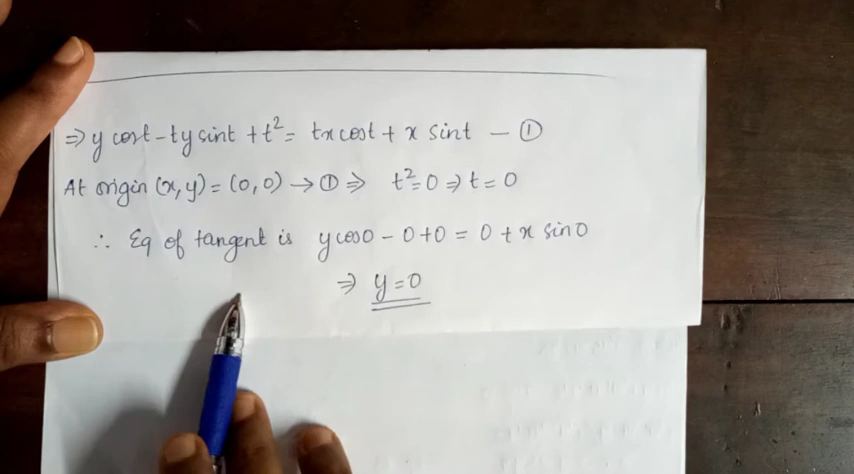 ⇒ y cost - ty sint + t² = tx cost + x sint - ①
At origin (x, y) = (0, 0) → ① ⇒ t² = 0 ⇒ t = 0
∴ Eq of tangent is y cos0 - 0 + 0 = 0 + x sin0
⇒ y = 0